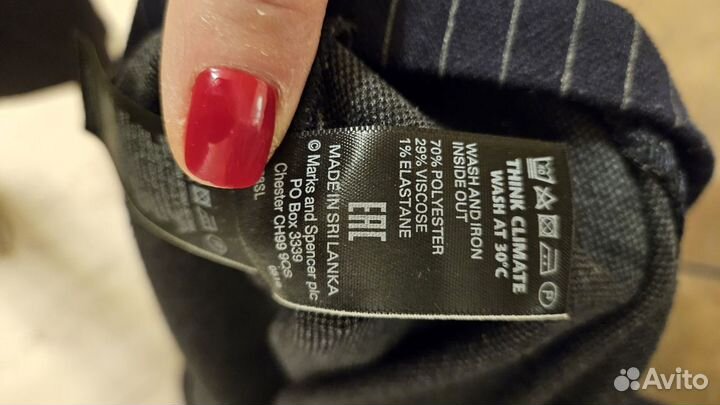 THINK CLIMATE
WASH AT 30°C
WASH AND IRON
INSIDE OUT
70% POLYESTER
29% VISCOSE
1% ELASTANE
EAC
MADE IN SRI LANKA
© Marks and Spencer plc
PO Box 3339
Chester CH99 9QS
Avito